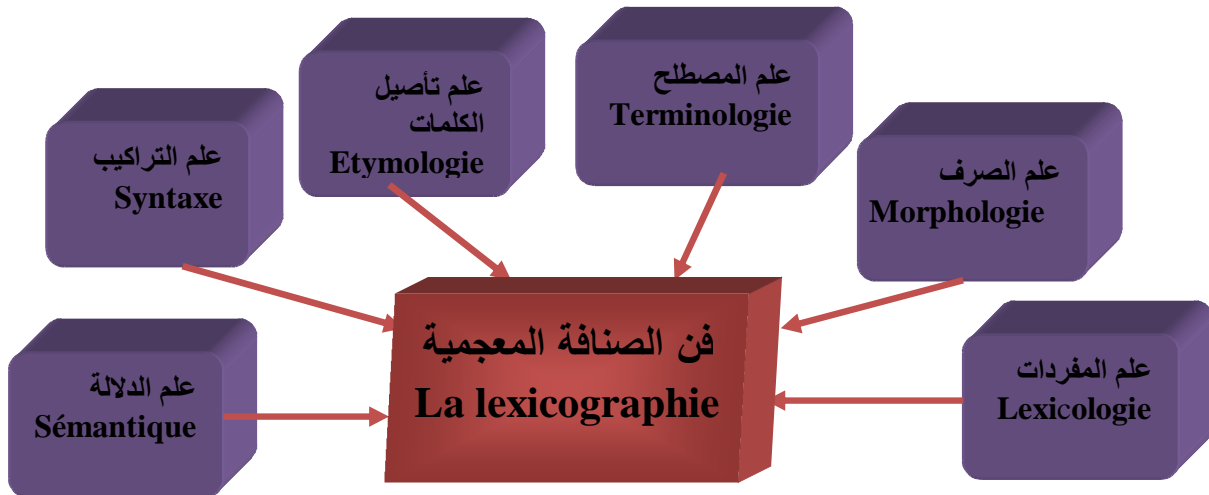 علم المصطلح
Terminologie
علم تأصيل
الكلمات
Etymologie
علم الصرف
Morphologie
علم التراكيب
Syntaxe
فن الصنافة المعجمية
La lexicographie
علم المفردات
Lexicologie
علم الدلالة
Sémantique